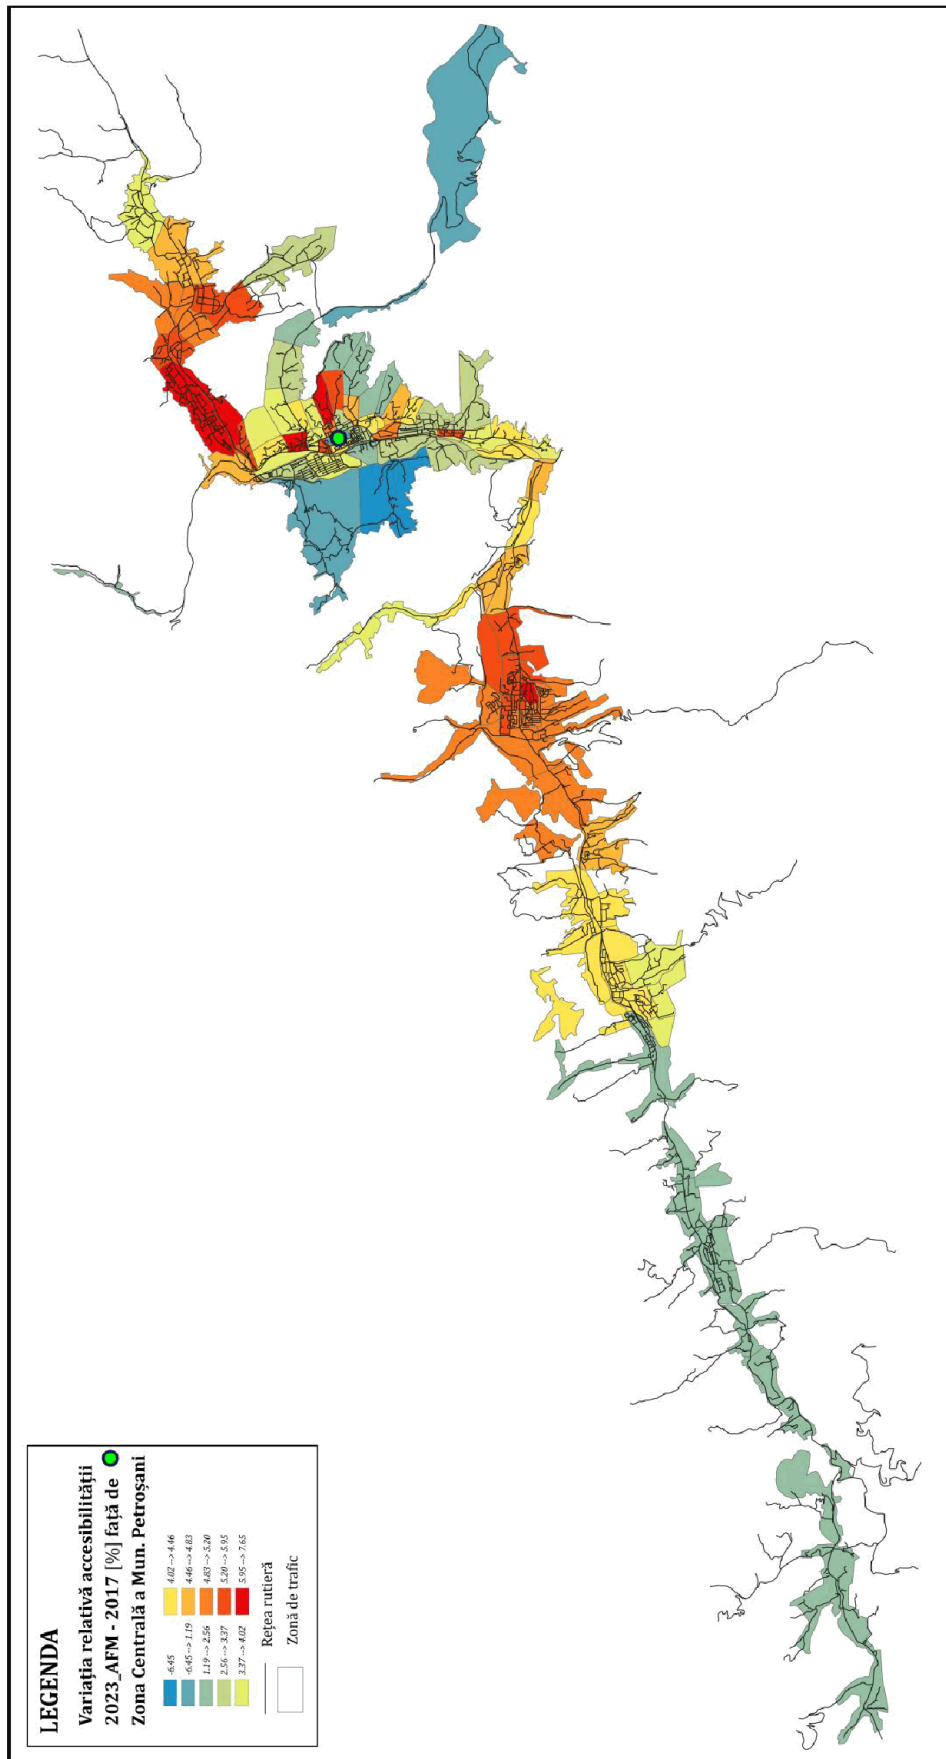 LEGENDA
Variația relativă accesibilității
2023_AFM - 2017 [%] față de
Zona Centrală a Mun. Petroșani
-6.45
-6.45 --> 1.19
1.19 --> 2.56
2.56 --> 3.37
3.37 --> 4.02
4.02 --> 4.46
4.46 --> 4.83
4.83 --> 5.20
5.20 --> 5.95
5.95 --> 7.65
Rețea rutieră
Zonă de trafic